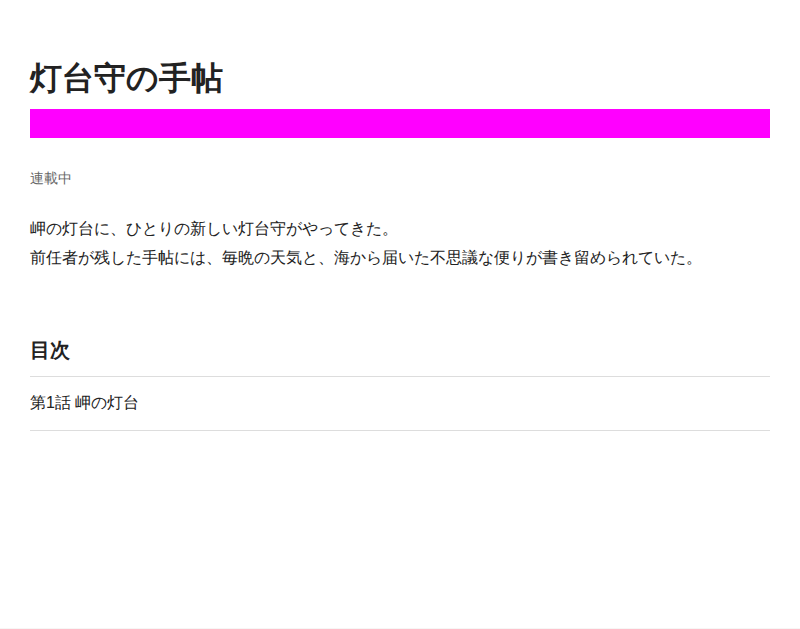 灯台守の手帖
連載中
岬の灯台に、ひとりの新しい灯台守がやってきた。
前任者が残した手帖には、毎晩の天気と、海から届いた不思議な便りが書き留められていた。
目次
第1話 岬の灯台